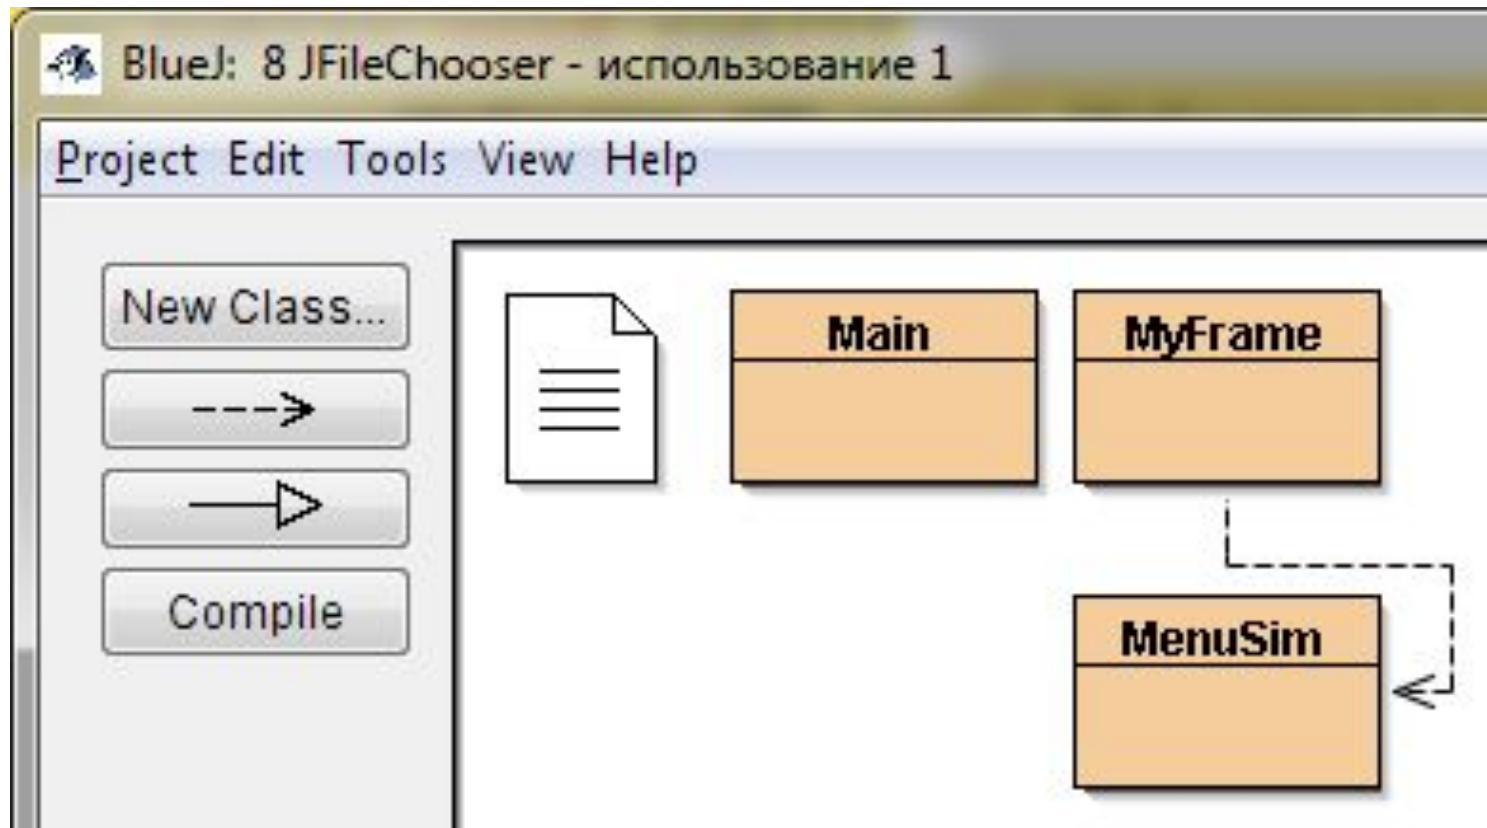 BlueJ: 8 JFileChooser - использование 1
Project Edit Tools View Help
New Class...
Compile
Main
MyFrame
MenuSim